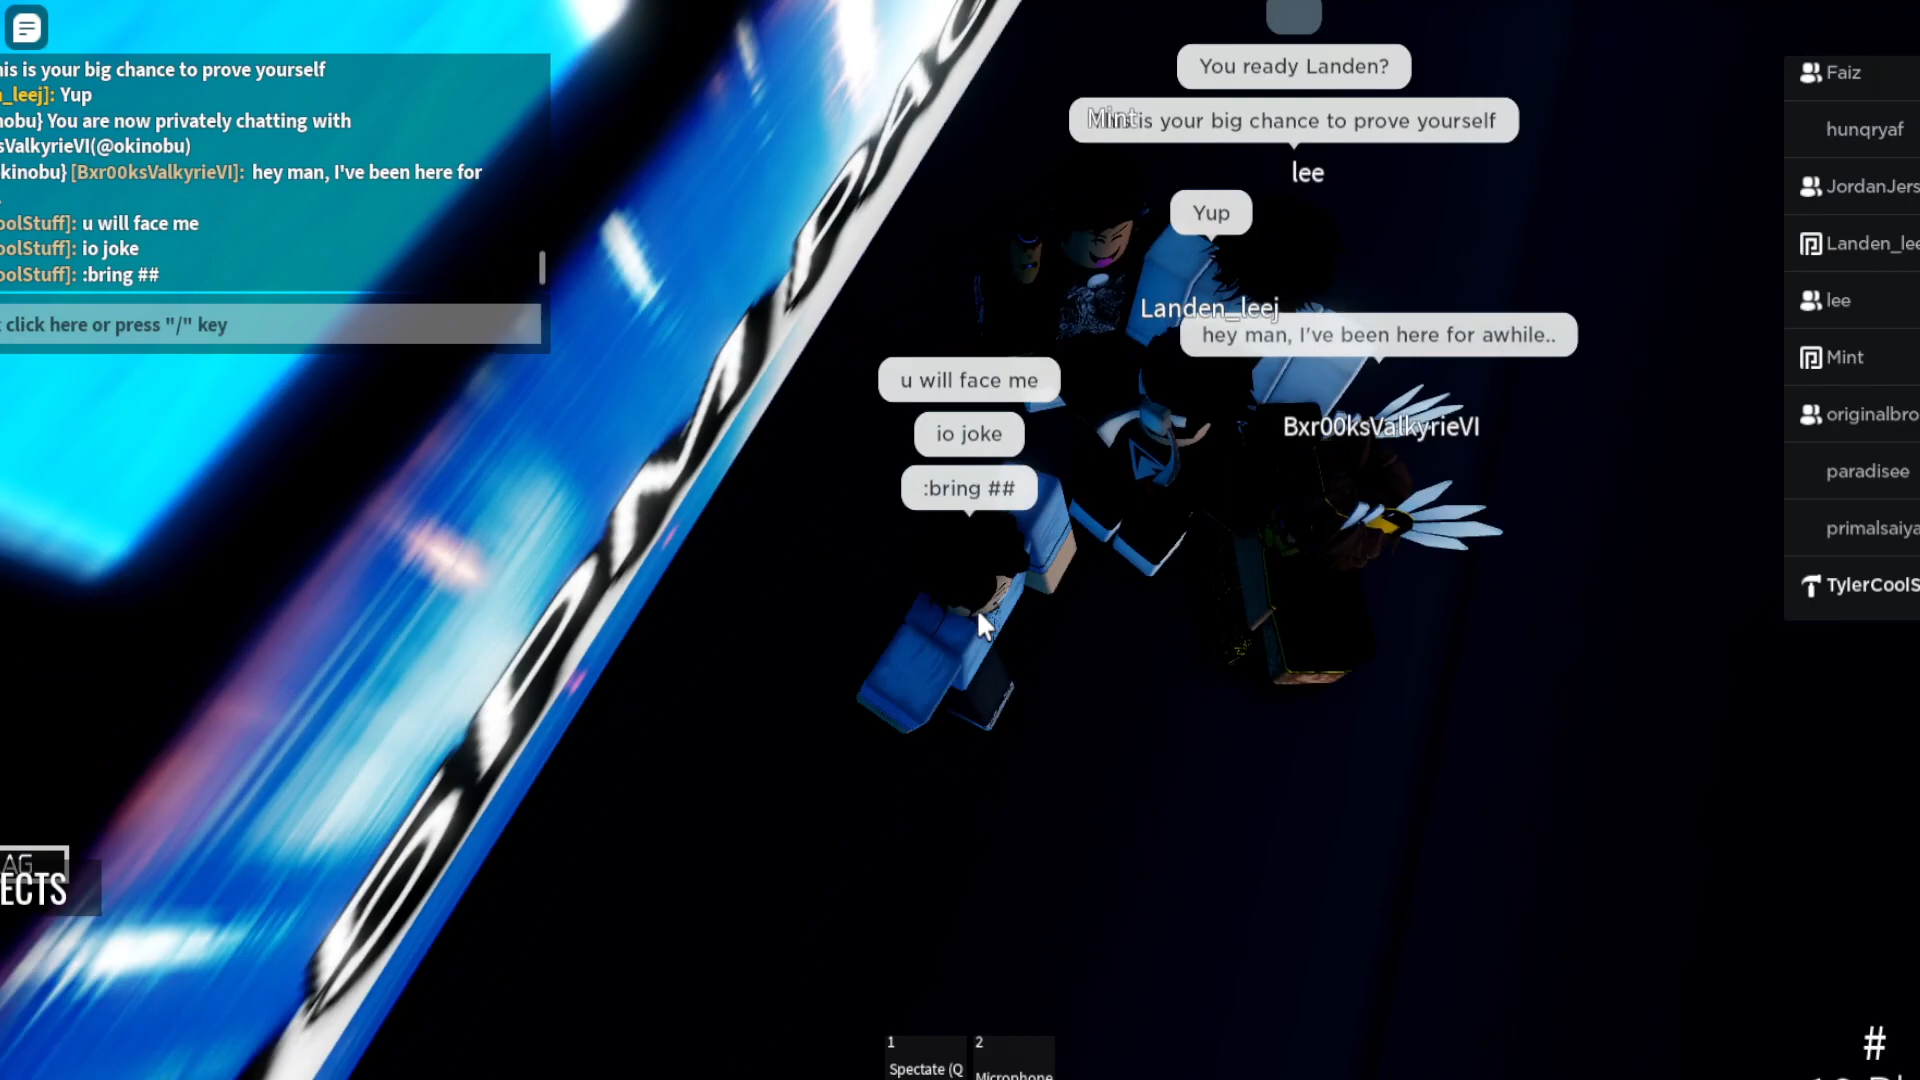 his is your big chance to prove yourself
n_leej]: Yup
nobu} You are now privately chatting with
sValkyrieVI(@okinobu)
kinobu} [Bxr00ksValkyrieVI]: hey man, I've been here for
oolStuff]: u will face me
oolStuff]: io joke
oolStuff]: :bring ##
click here or press "/" key
You ready Landen?
Mint
is your big chance to prove yourself
lee
Yup
Landen_leej
hey man, I've been here for awhile..
Bxr00ksValkyrieVI
u will face me
io joke
:bring ##
Faiz
hunqryaf
JordanJers
Landen_lee
lee
Mint
originalbro
paradisee
primalsaiya
TylerCoolS
AG
ECTS
1
Spectate (Q
2
Microphone
#